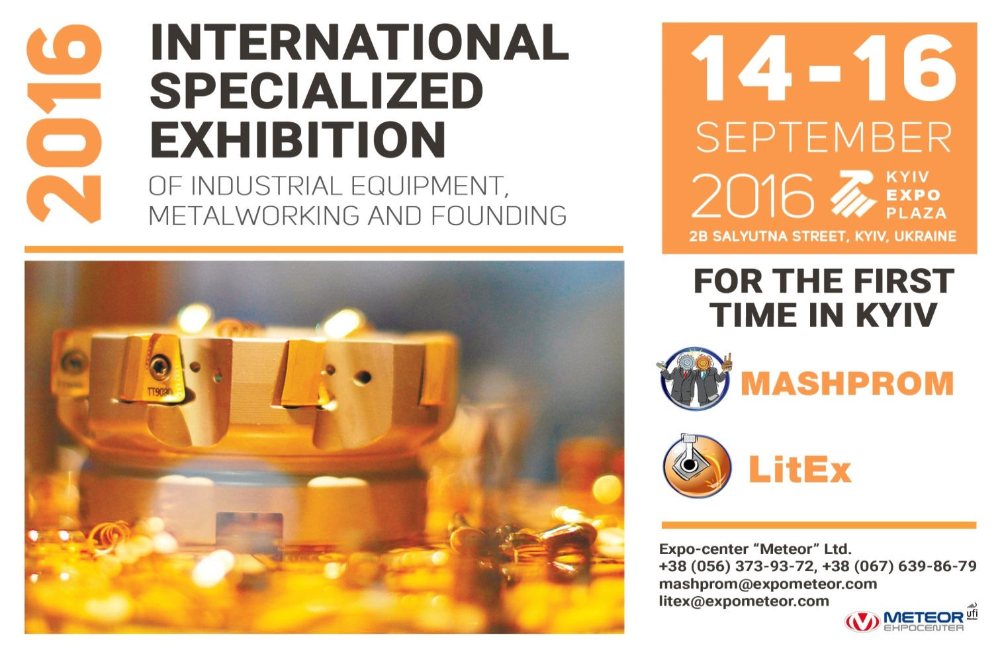 2016
INTERNATIONAL
SPECIALIZED
EXHIBITION
OF INDUSTRIAL EQUIPMENT,
METALWORKING AND FOUNDING
TT9080
14-16
SEPTEMBER
2016
KYIV
EXPO
PLAZA
2B SALYUTNA STREET, KYIV, UKRAINE
FOR THE FIRST
TIME IN KYIV
MASHPROM
LitEx
Expo-center “Meteor” Ltd.
+38 (056) 373-93-72, +38 (067) 639-86-79
mashprom@expometeor.com
litex@expometeor.com
METEOR
EXPOCENTER
ufi
Member